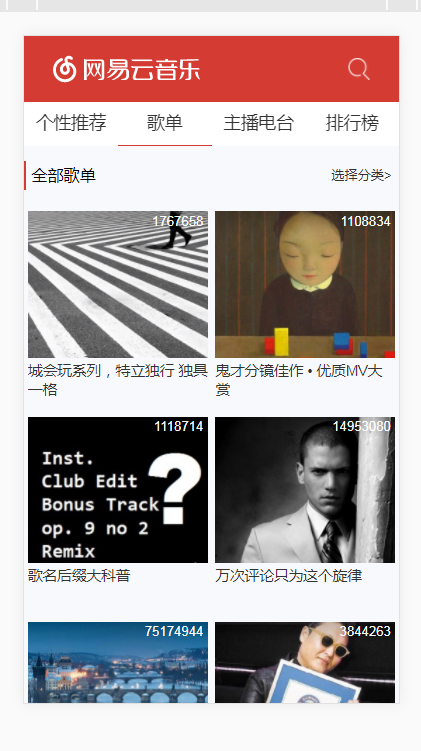 网易云音乐
个性推荐 歌单 主播电台 排行榜
全部歌单 选择分类>
1767658 1108834
城会玩系列，特立独行 独具一格
鬼才分镜佳作 • 优质MV大赏
1118714 14953080
Inst.
Club Edit
Bonus Track
op. 9 no 2
Remix
?
歌名后缀大科普 万次评论只为这个旋律
75174944 3844263